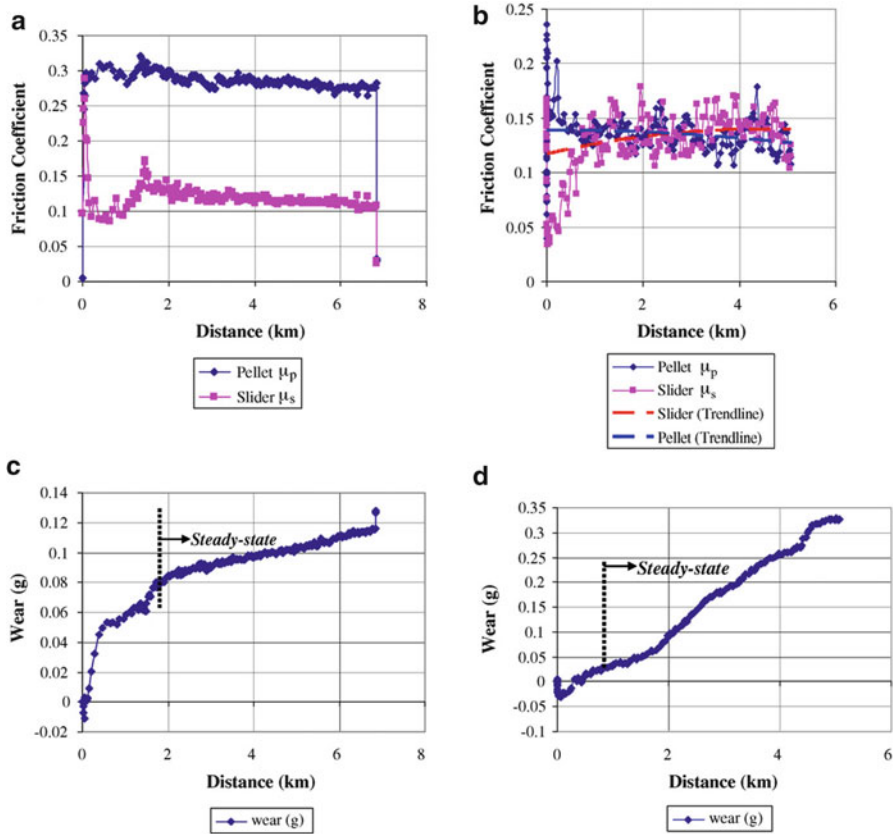 a
0.35
0.3
0.25
0.2
0.15
0.1
0.05
0
Friction Coefficient
0 2 4 6 8
Distance (km)
Pellet μp
Slider μs
b
0.25
0.2
0.15
0.1
0.05
0
Friction Coefficient
0 2 4 6
Distance (km)
Pellet μp
Slider μs
Slider (Trendline)
Pellet (Trendline)
c
0.14
0.12
0.1
0.08
0.06
0.04
0.02
0
-0.02
Wear (g)
Steady-state
0 2 4 6 8
Distance (km)
wear (g)
d
0.35
0.3
0.25
0.2
0.15
0.1
0.05
0
-0.05
-0.1
Wear (g)
Steady-state
0 2 4 6
Distance (km)
wear (g)